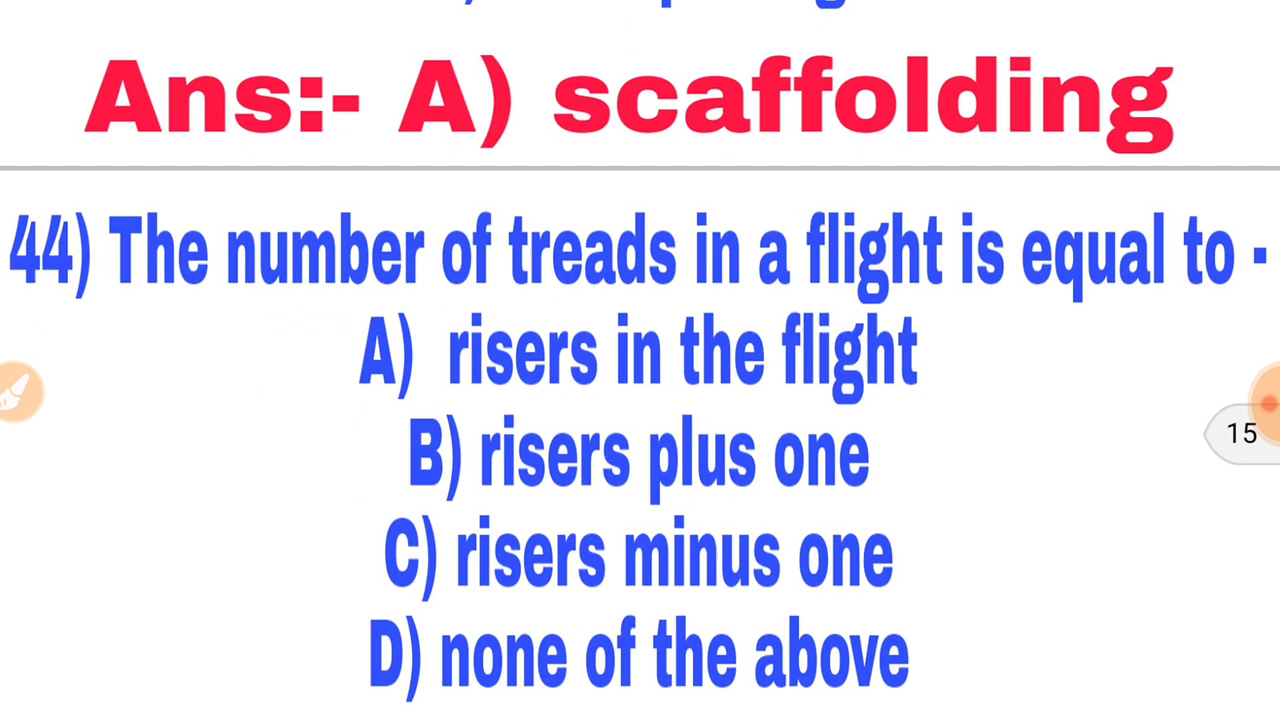 Ans:- A) scaffolding
44) The number of treads in a flight is equal to -
A) risers in the flight
15
B) risers plus one
C) risers minus one
D) none of the above